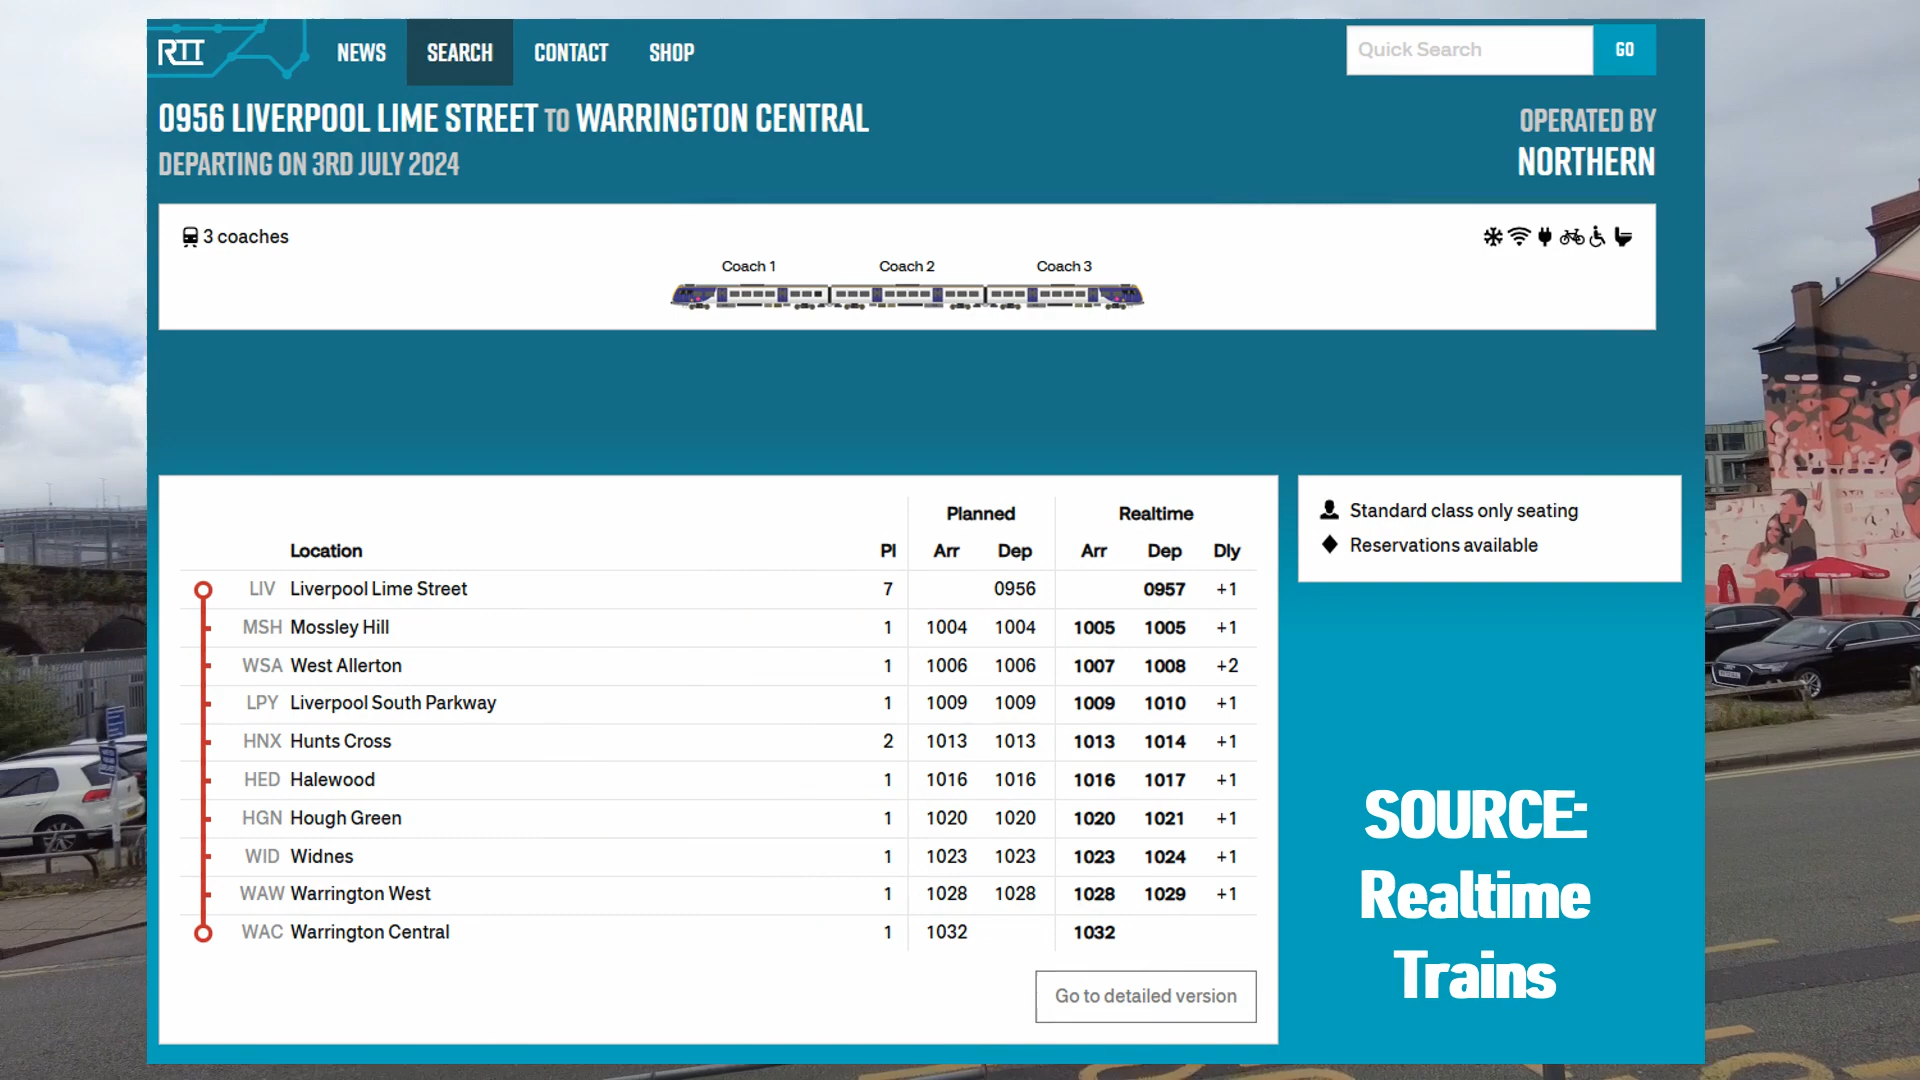 RTT NEWS SEARCH CONTACT SHOP Quick Search GO
0956 LIVERPOOL LIME STREET TO WARRINGTON CENTRAL
DEPARTING ON 3RD JULY 2024
OPERATED BY
NORTHERN
3 coaches
Coach 1 Coach 2 Coach 3
Planned Realtime
Location Pl Arr Dep Arr Dep Dly
LIV Liverpool Lime Street 7 0956 0957 +1
MSH Mossley Hill 1 1004 1004 1005 1005 +1
WSA West Allerton 1 1006 1006 1007 1008 +2
LPY Liverpool South Parkway 1 1009 1009 1009 1010 +1
HNX Hunts Cross 2 1013 1013 1013 1014 +1
HED Halewood 1 1016 1016 1016 1017 +1
HGN Hough Green 1 1020 1020 1020 1021 +1
WID Widnes 1 1023 1023 1023 1024 +1
WAW Warrington West 1 1028 1028 1028 1029 +1
WAC Warrington Central 1 1032 1032
Go to detailed version
Standard class only seating
Reservations available
SOURCE:
Realtime
Trains